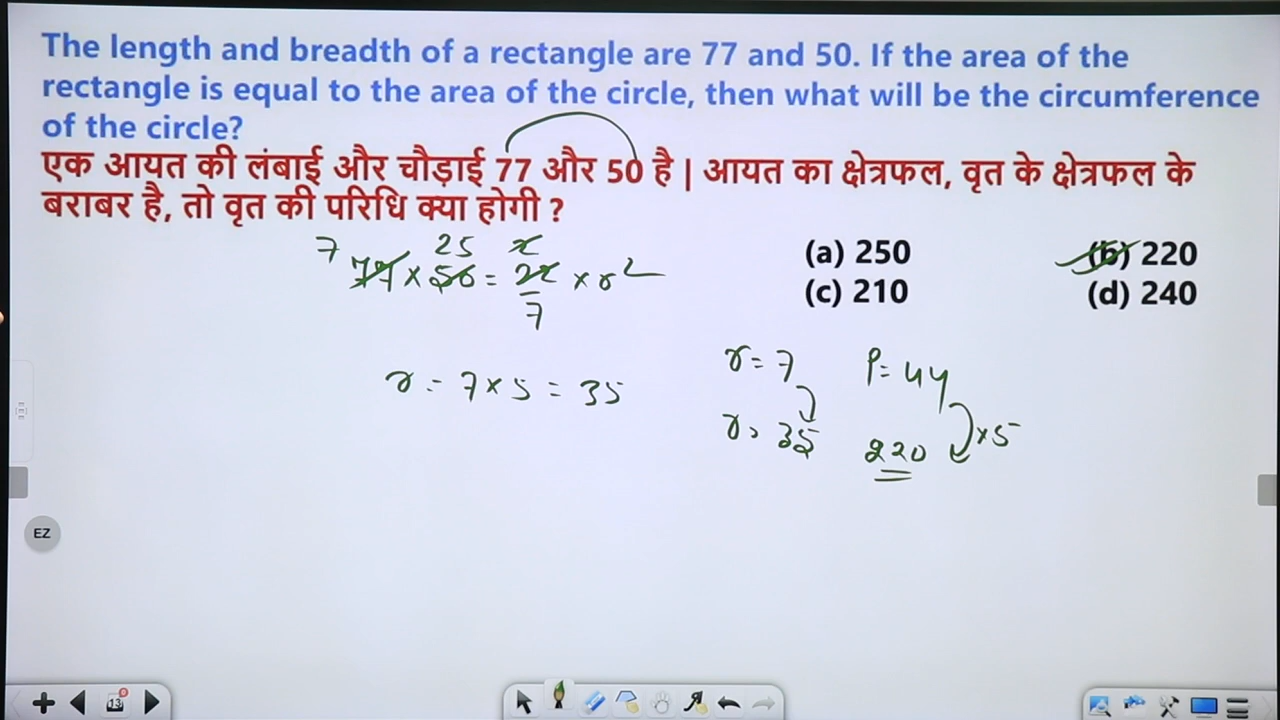 The length and breadth of a rectangle are 77 and 50. If the area of the
rectangle is equal to the area of the circle, then what will be the circumference
of the circle?
एक आयत की लंबाई और चौड़ाई 77 और 50 है | आयत का क्षेत्रफल, वृत के क्षेत्रफल के
बराबर है, तो वृत की परिधि क्या होगी ?
(a) 250 (b) 220
(c) 210 (d) 240
7 25 2
77 × 50 = 22/7 × r²
r = 7 × 5 = 35
r = 7 P = 44
r = 35 220 ×5
EZ
13